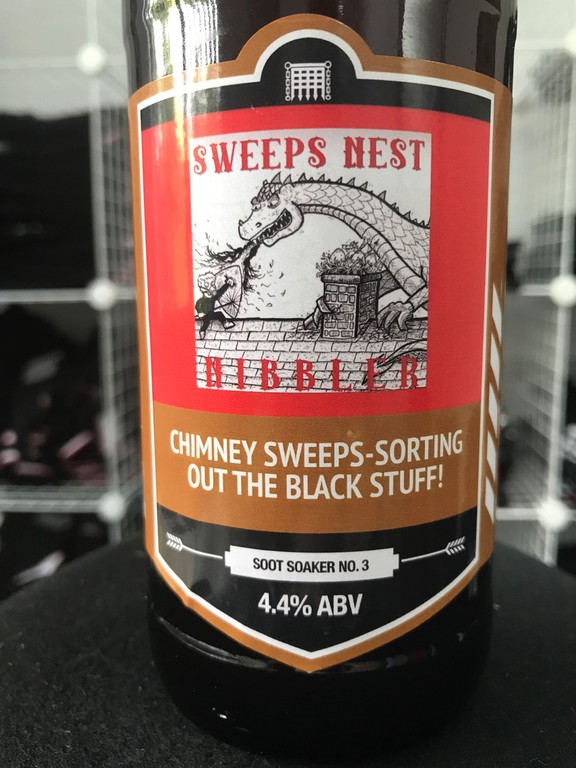 SWEEPS NEST
NIBBLER
CHIMNEY SWEEPS-SORTING
OUT THE BLACK STUFF!
SOOT SOAKER NO. 3
4.4% ABV